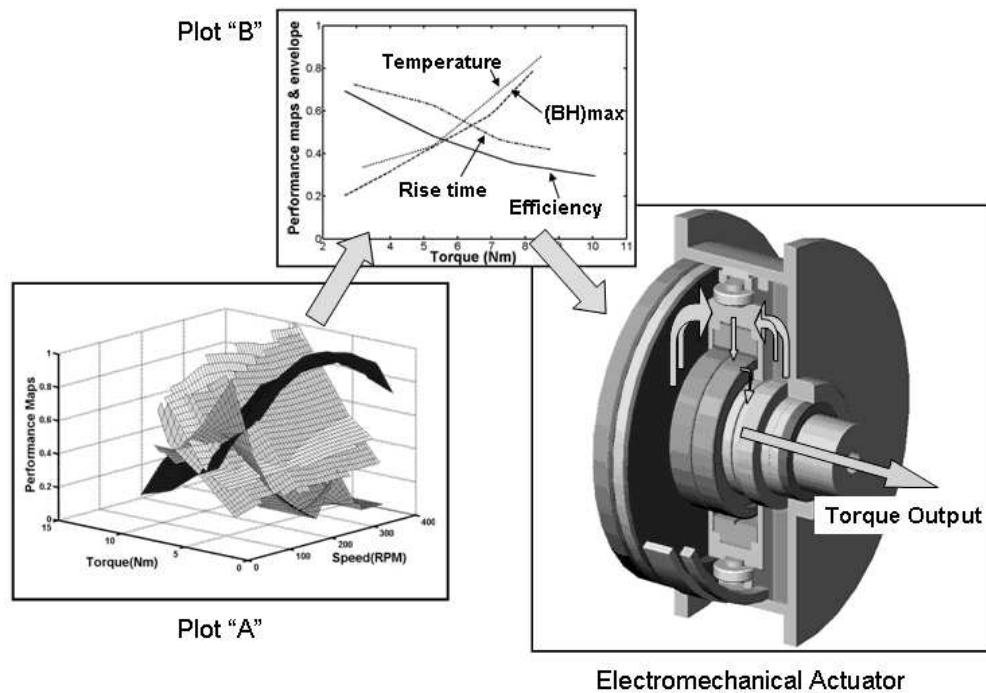 Plot "B"
Performance maps & envelope
1
0.8
0.6
0.4
0.2
0
2
4
5
6
7
8
9
10
11
Torque (Nm)
Temperature
(BH)max
Rise time
Efficiency
Performance Maps
1
0.8
0.6
0.4
0.2
0
15
10
5
0
0
100
200
300
400
Torque(Nm)
Speed(RPM)
Plot "A"
Torque Output
Electromechanical Actuator